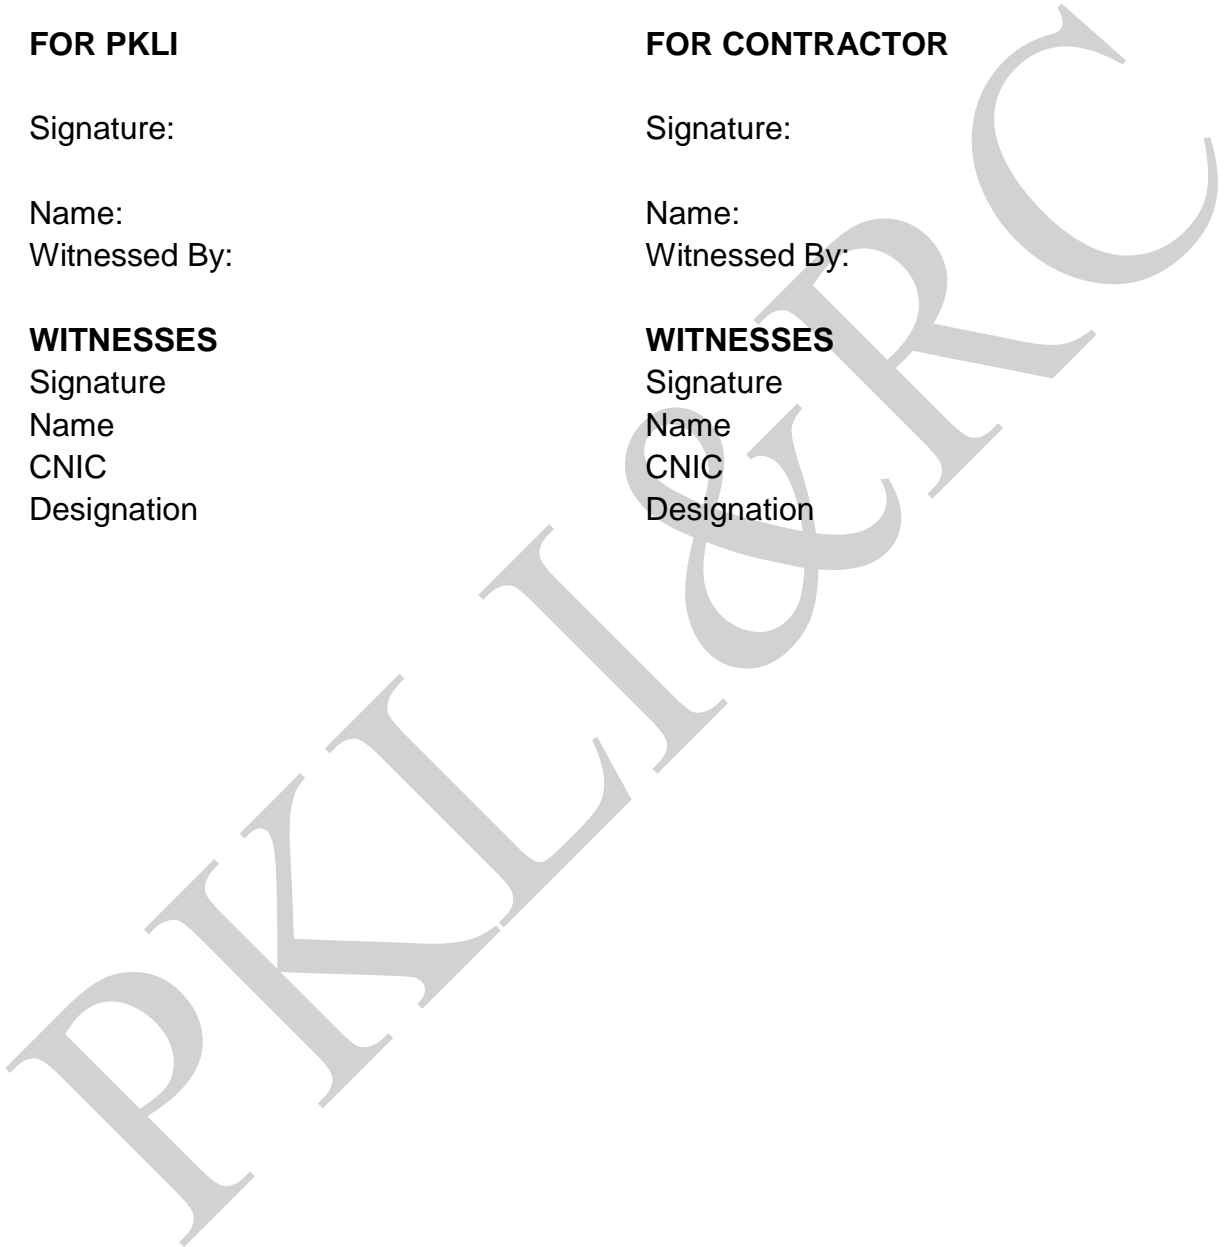 FOR PKLI
Signature:
Name:
Witnessed By:
WITNESSES
Signature
Name
CNIC
Designation
FOR CONTRACTOR
Signature:
Name:
Witnessed By:
WITNESSES
Signature
Name
CNIC
Designation
PKLI&RC